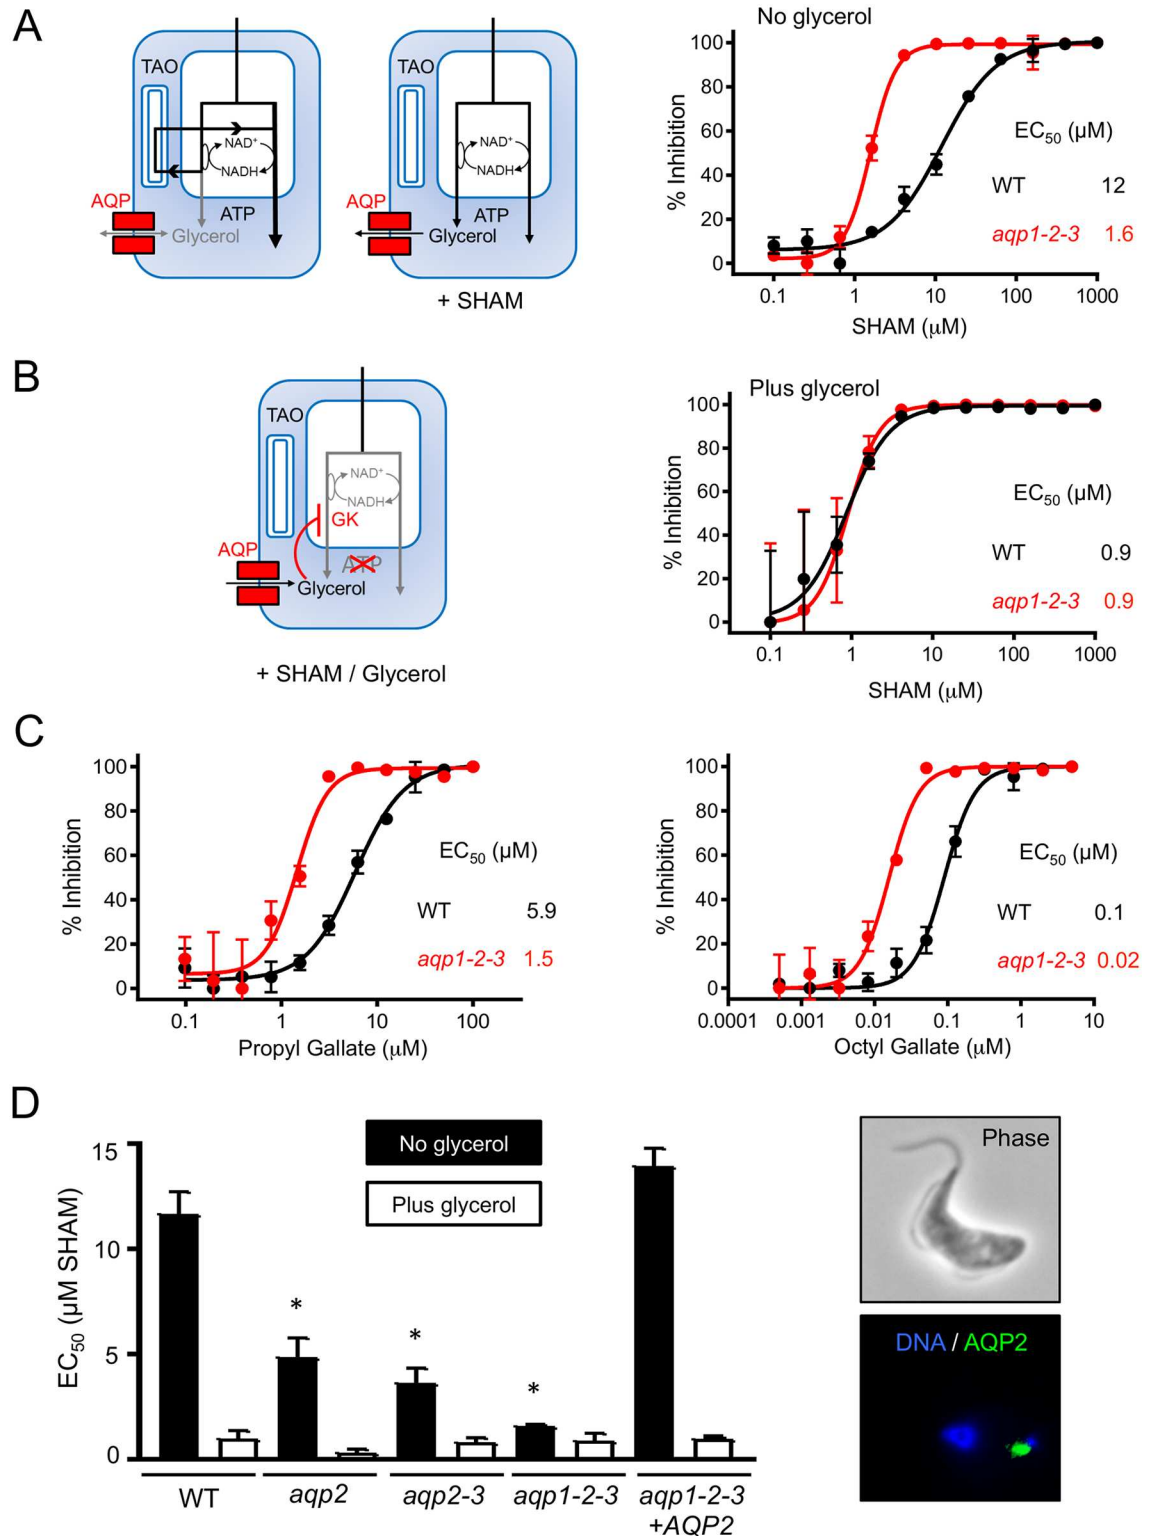 A
TAO
NAD⁺
NADH
AQP
ATP
Glycerol
TAO
NAD⁺
NADH
AQP
ATP
Glycerol
+ SHAM
No glycerol
% Inhibition
100
80
60
40
20
0
EC₅₀ (µM)
WT 12
aqp1-2-3 1.6
0.1 1 10 100 1000
SHAM (µM)
B
TAO
NAD⁺
NADH
GK
AQP
ATP
Glycerol
+ SHAM / Glycerol
Plus glycerol
% Inhibition
100
80
60
40
20
0
EC₅₀ (µM)
WT 0.9
aqp1-2-3 0.9
0.1 1 10 100 1000
SHAM (µM)
C
% Inhibition
100
80
60
40
20
0
EC₅₀ (µM)
WT 5.9
aqp1-2-3 1.5
0.1 1 10 100
Propyl Gallate (µM)
% Inhibition
100
80
60
40
20
0
EC₅₀ (µM)
WT 0.1
aqp1-2-3 0.02
0.0001 0.001 0.01 0.1 1 10
Octyl Gallate (µM)
D
EC₅₀ (µM SHAM)
15
10
5
0
No glycerol
Plus glycerol
*
*
*
WT aqp2 aqp2-3 aqp1-2-3 aqp1-2-3
+AQP2
Phase
DNA / AQP2